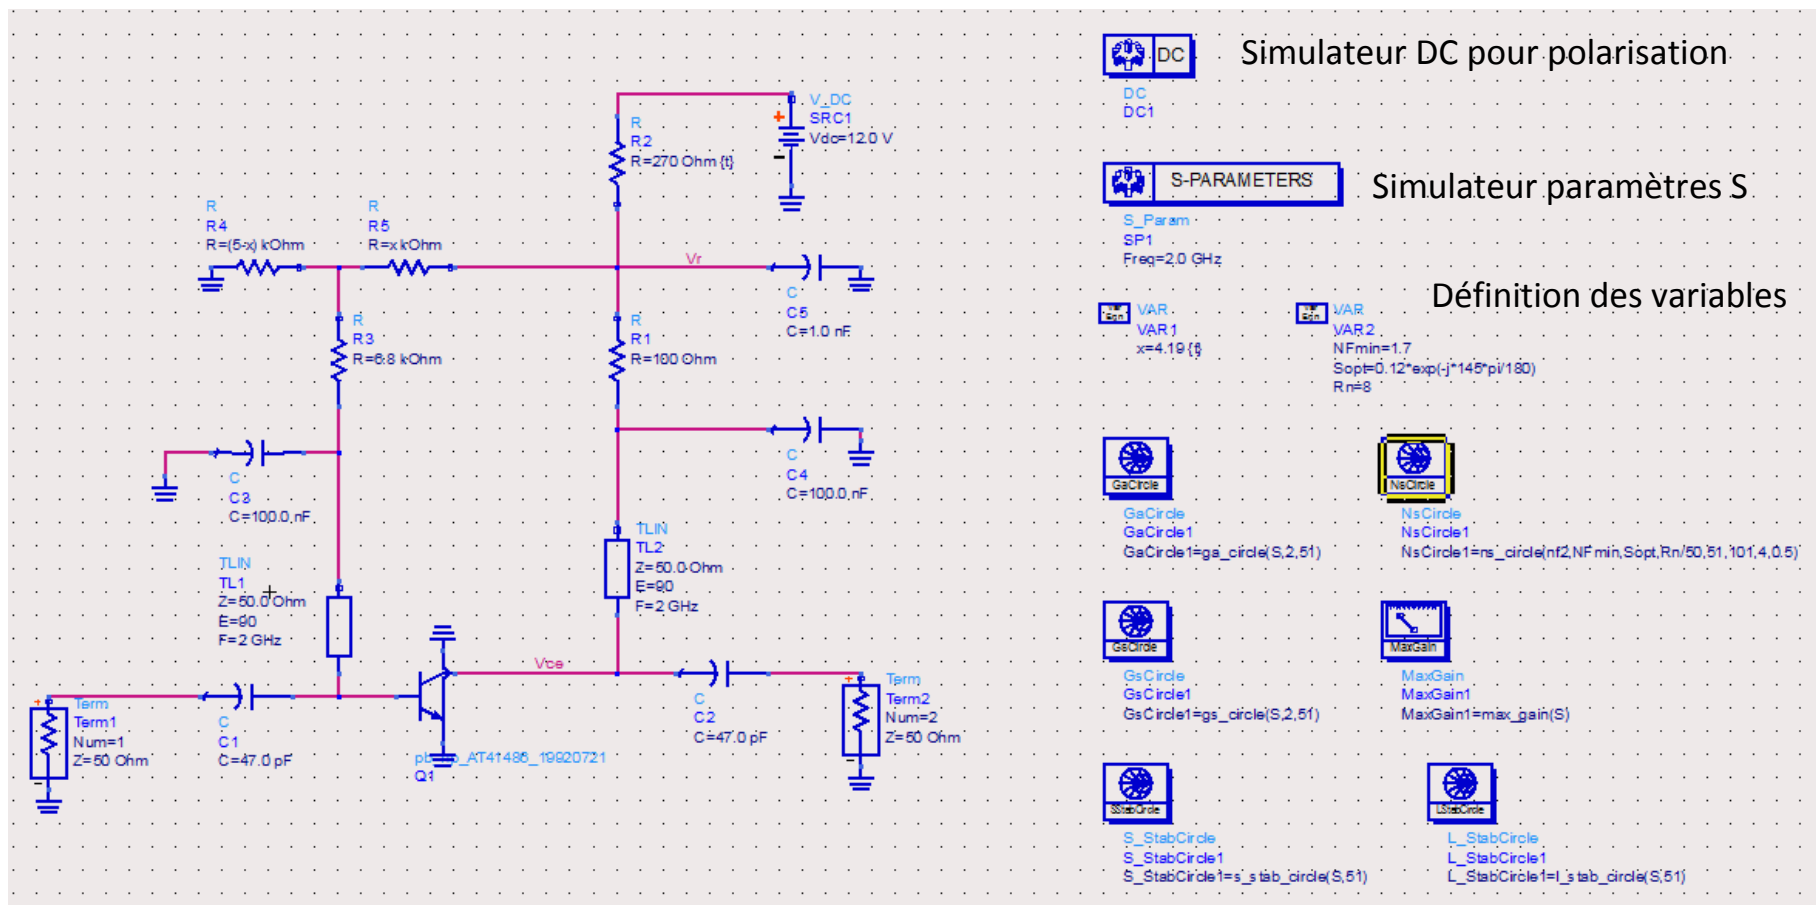 DC
Simulateur DC pour polarisation
DC
DC1
V_DC
SRC1
Vdc=12.0 V
R
R2
R=270 Ohm {t}
S-PARAMETERS
Simulateur paramètres S
S_Param
SP1
Freq=2.0 GHz
R
R4
R=(5-x) kOhm
R
R5
R=x kOhm
Vr
C
C5
C=1.0 nF
Définition des variables
VAR
VAR1
x=4.19 {t}
VAR
VAR2
NFmin=1.7
Sopt=0.12*exp(-j*145*pi/180)
Rn=8
R
R3
R=6.8 kOhm
R
R1
R=100 Ohm
C
C3
C=100.0 nF
C
C4
C=100.0 nF
GaCircle
GaCircle
GaCircle1
GaCircle1=ga_circle(S,2,51)
NsCircle
NsCircle
NsCircle1
NsCircle1=ns_circle(nf2,NFmin,Sopt,Rn/50,51,101,4,0.5)
TLIN
TL1
Z=50.0 Ohm
E=90
F=2 GHz
TLIN
TL2
Z=50.0 Ohm
E=90
F=2 GHz
GsCircle
GsCircle
GsCircle1
GsCircle1=gs_circle(S,2,51)
MaxGain
MaxGain
MaxGain1
MaxGain1=max_gain(S)
Vce
Term
Term1
Num=1
Z=50 Ohm
C
C1
C=47.0 pF
AT41486_19920721
Q1
C
C2
C=47.0 pF
Term
Term2
Num=2
Z=50 Ohm
SStabCircle
S_StabCircle
S_StabCircle1
S_StabCircle1=s_stab_circle(S,51)
LStabCircle
L_StabCircle
L_StabCircle1
L_StabCircle1=l_stab_circle(S,51)